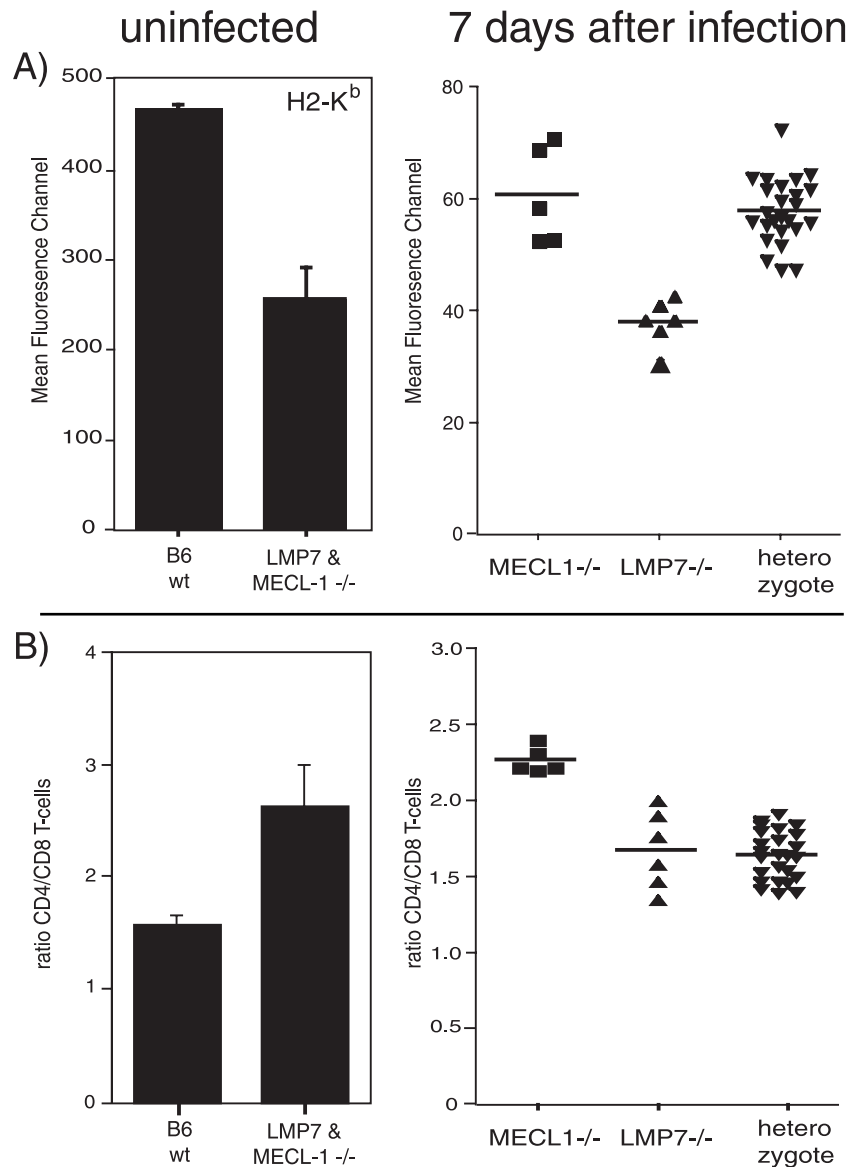 uninfected
7 days after infection
A)
H2-Kb
Mean Fluoresence Channel
500
400
300
200
100
0
B6
wt
LMP7 &
MECL-1 -/-
Mean Fluoresence Channel
80
60
40
20
0
MECL1-/-
LMP7-/-
hetero
zygote
B)
ratio CD4/CD8 T-cells
4
3
2
1
0
B6
wt
LMP7 &
MECL-1 -/-
ratio CD4/CD8 T-cells
3.0
2.5
2.0
1.5
1.0
0.5
0
MECL1-/-
LMP7-/-
hetero
zygote